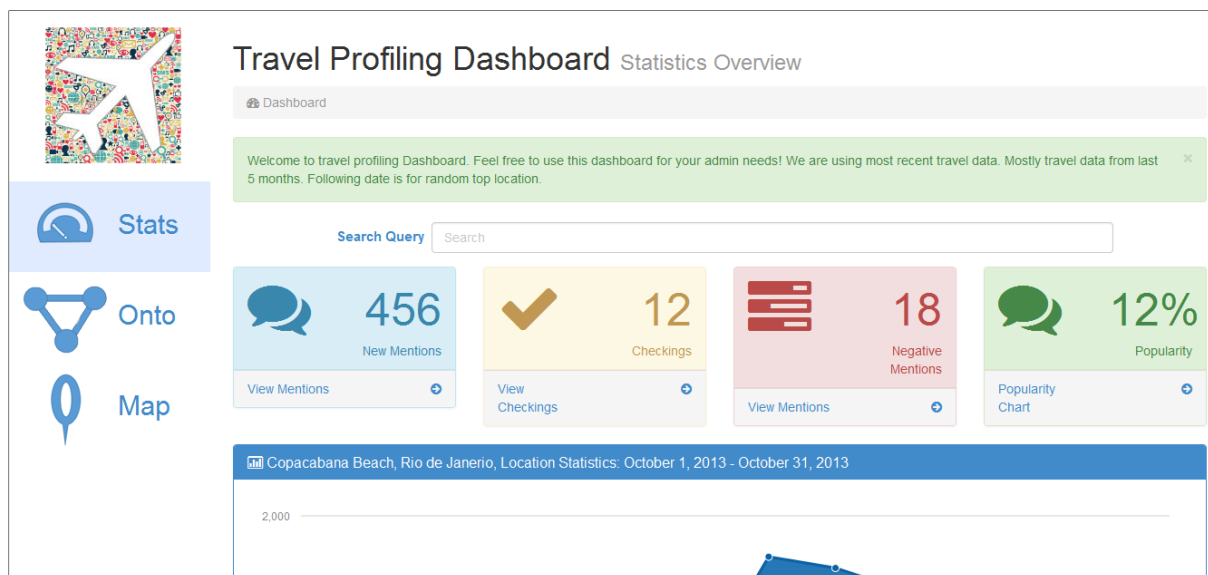 Travel Profiling Dashboard Statistics Overview
Dashboard
Welcome to travel profiling Dashboard. Feel free to use this dashboard for your admin needs! We are using most recent travel data. Mostly travel data from last
5 months. Following date is for random top location.
×
Stats
Onto
Map
Search Query Search
456
New Mentions
View Mentions
12
Checkings
View
Checkings
18
Negative
Mentions
View Mentions
12%
Popularity
Popularity
Chart
Copacabana Beach, Rio de Janerio, Location Statistics: October 1, 2013 - October 31, 2013
2,000